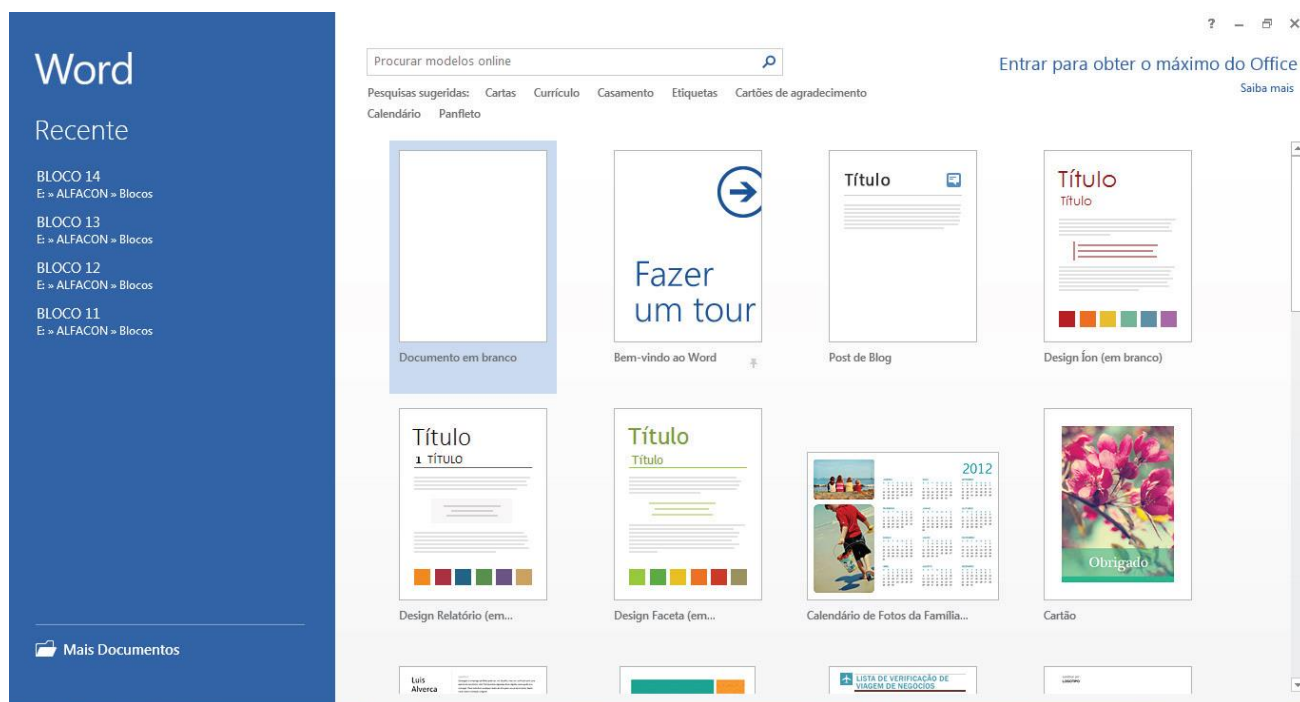 ? – ✕
Word
Recente
BLOCO 14
E: » ALFACON » Blocos
BLOCO 13
E: » ALFACON » Blocos
BLOCO 12
E: » ALFACON » Blocos
BLOCO 11
E: » ALFACON » Blocos
Mais Documentos
Procurar modelos online
Entrar para obter o máximo do Office
Saiba mais
Pesquisas sugeridas: Cartas Currículo Casamento Etiquetas Cartões de agradecimento
Calendário Panfleto
Documento em branco
Fazer
um tour
Bem-vindo ao Word
Título
Post de Blog
Título
Título
Design Íon (em branco)
Título
1 TÍTULO
Design Relatório (em...
Título
Título
Design Faceta (em...
2012
Calendário de Fotos da Família...
Obrigado
Cartão
Luis
Alverca
LISTA DE VERIFICAÇÃO DE
VIAGEM DE NEGÓCIOS